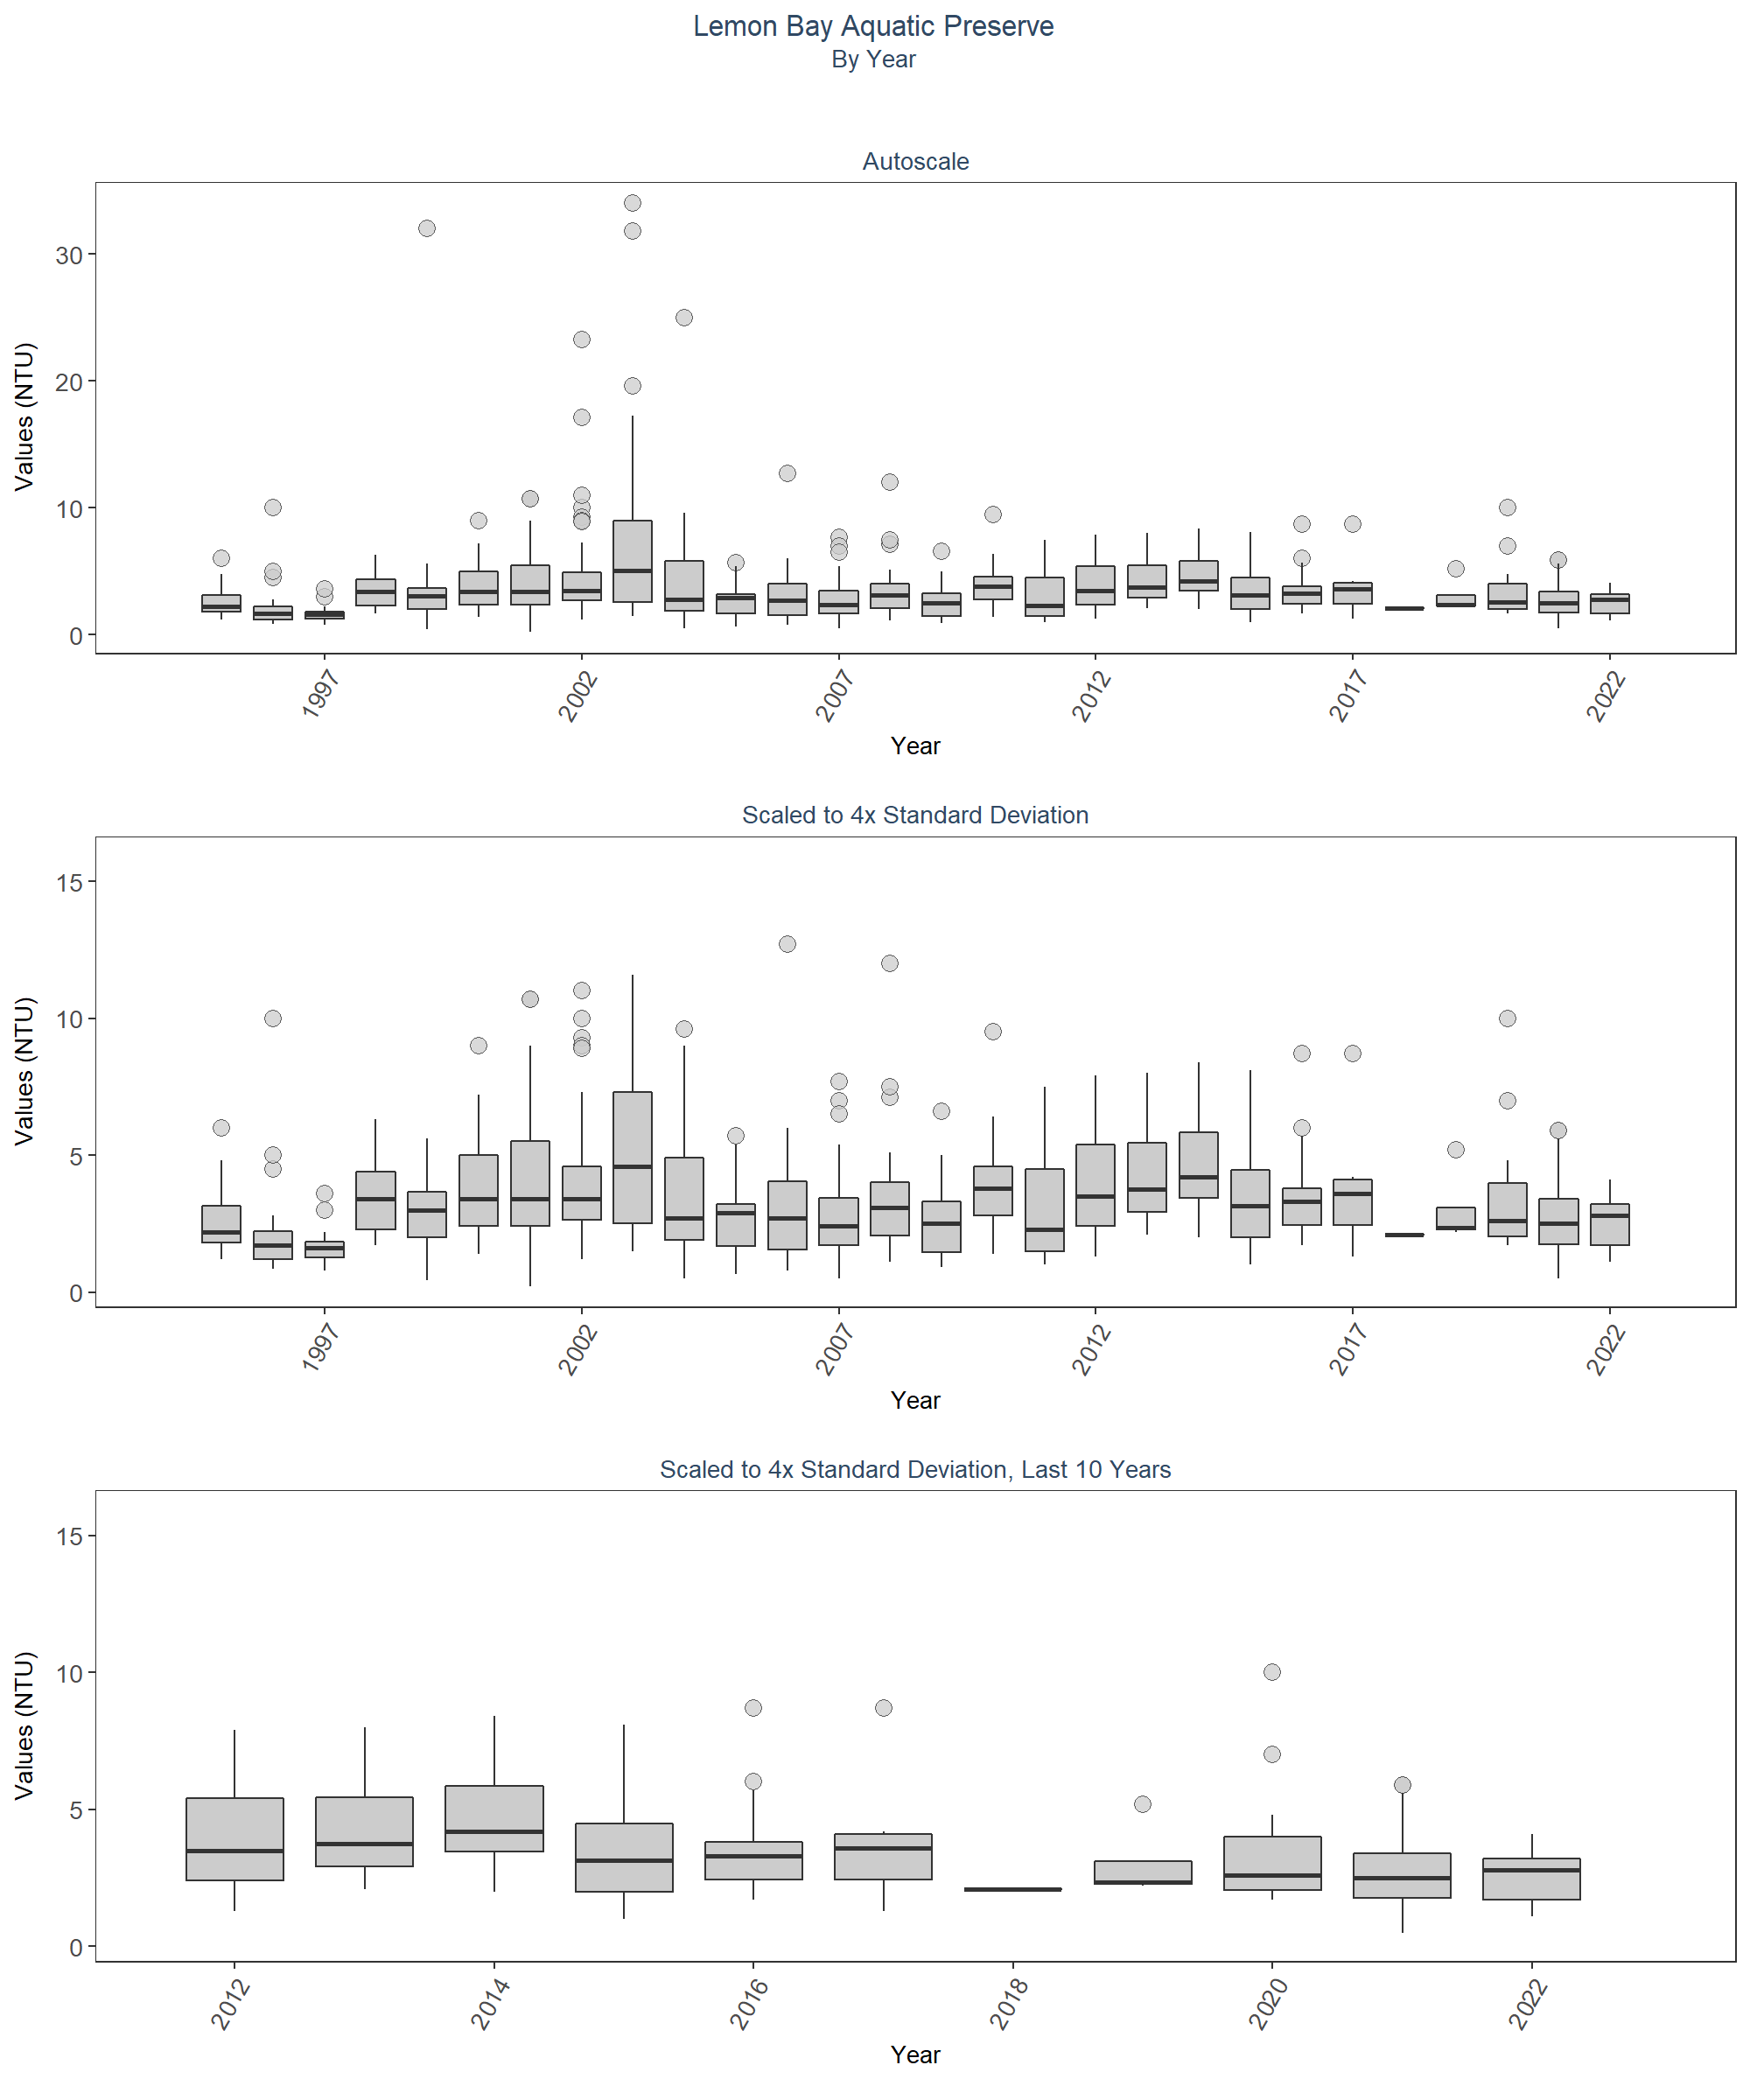 Lemon Bay Aquatic Preserve
By Year
Autoscale
Values (NTU)
30
20
10
0
1997
2002
2007
2012
2017
2022
Year
Scaled to 4x Standard Deviation
Values (NTU)
15
10
5
0
1997
2002
2007
2012
2017
2022
Year
Scaled to 4x Standard Deviation, Last 10 Years
Values (NTU)
15
10
5
0
2012
2014
2016
2018
2020
2022
Year